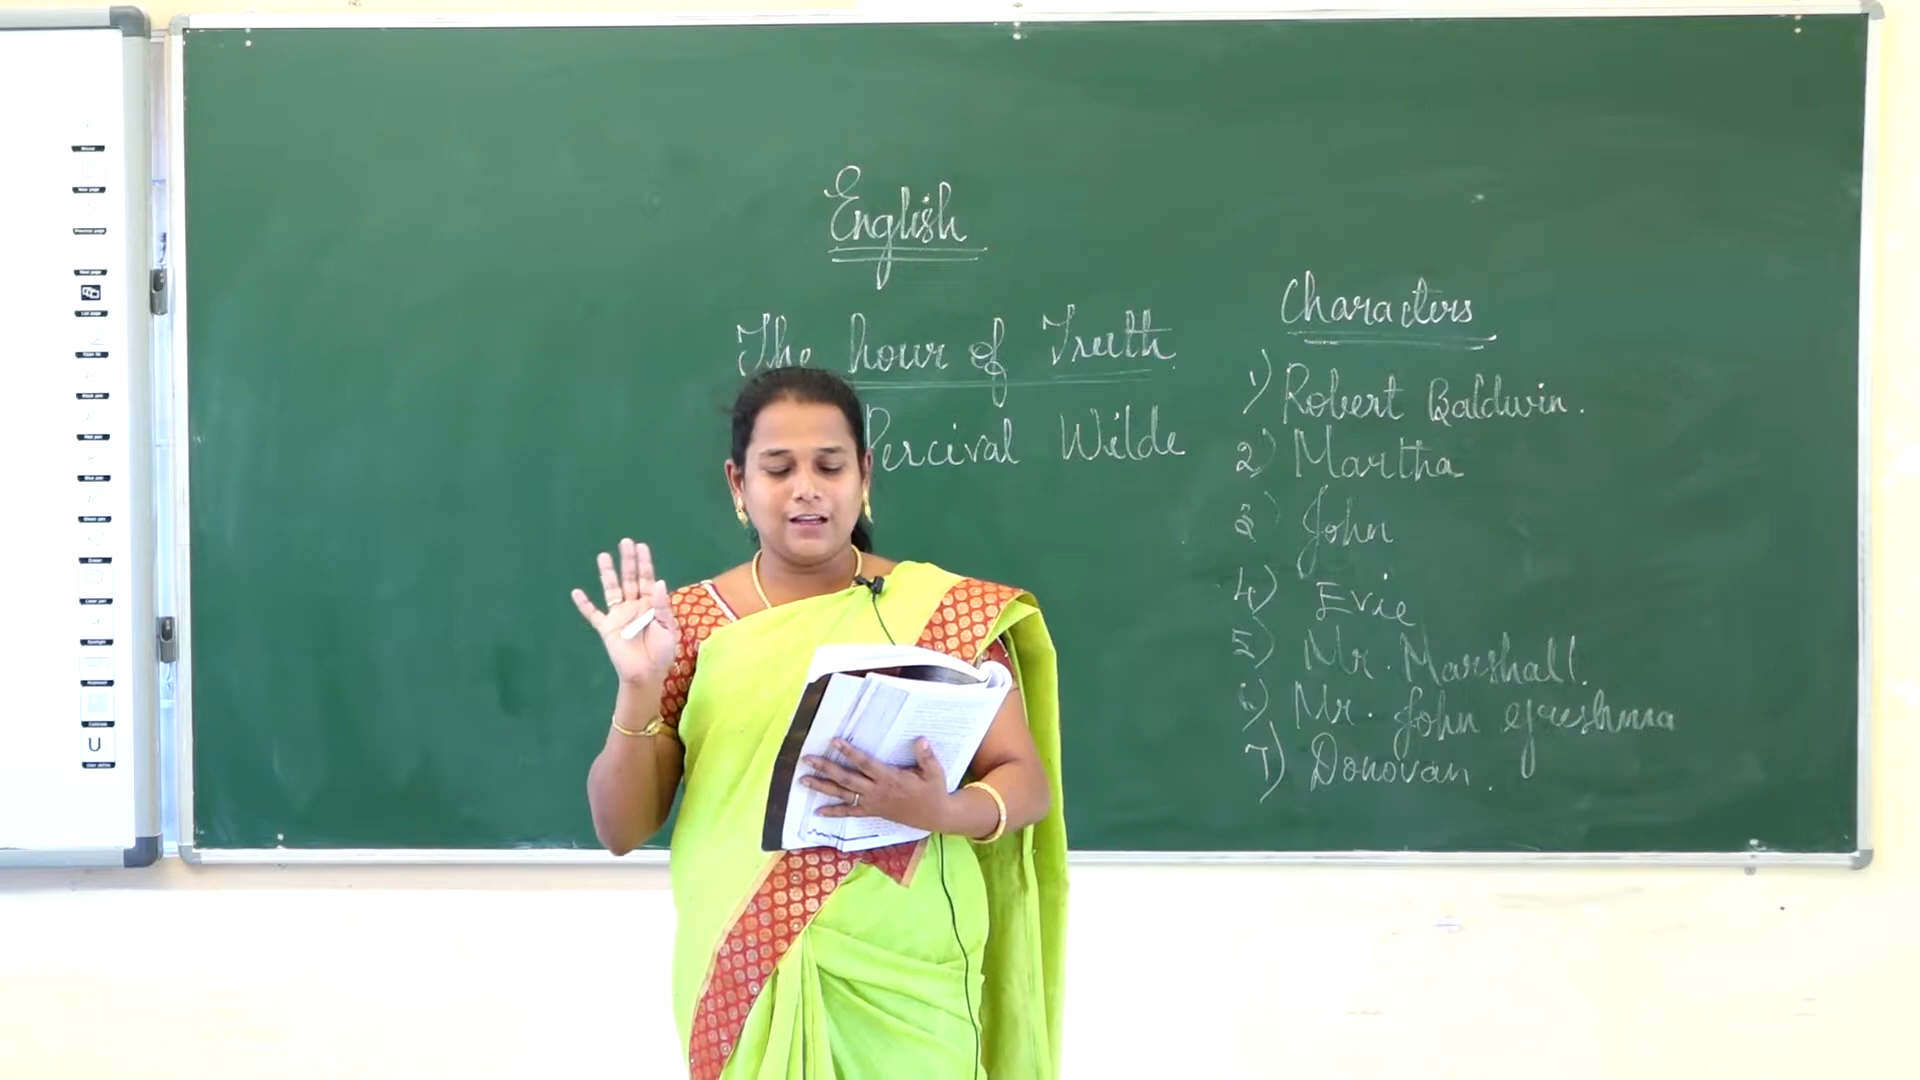 English
The hour of Truth.
Percival Wilde
Characters
1) Robert Baldwin.
2) Martha
3) John
4) Evie
5) Mr. Marshall.
6) Mr. John Greshma
7) Donovan.